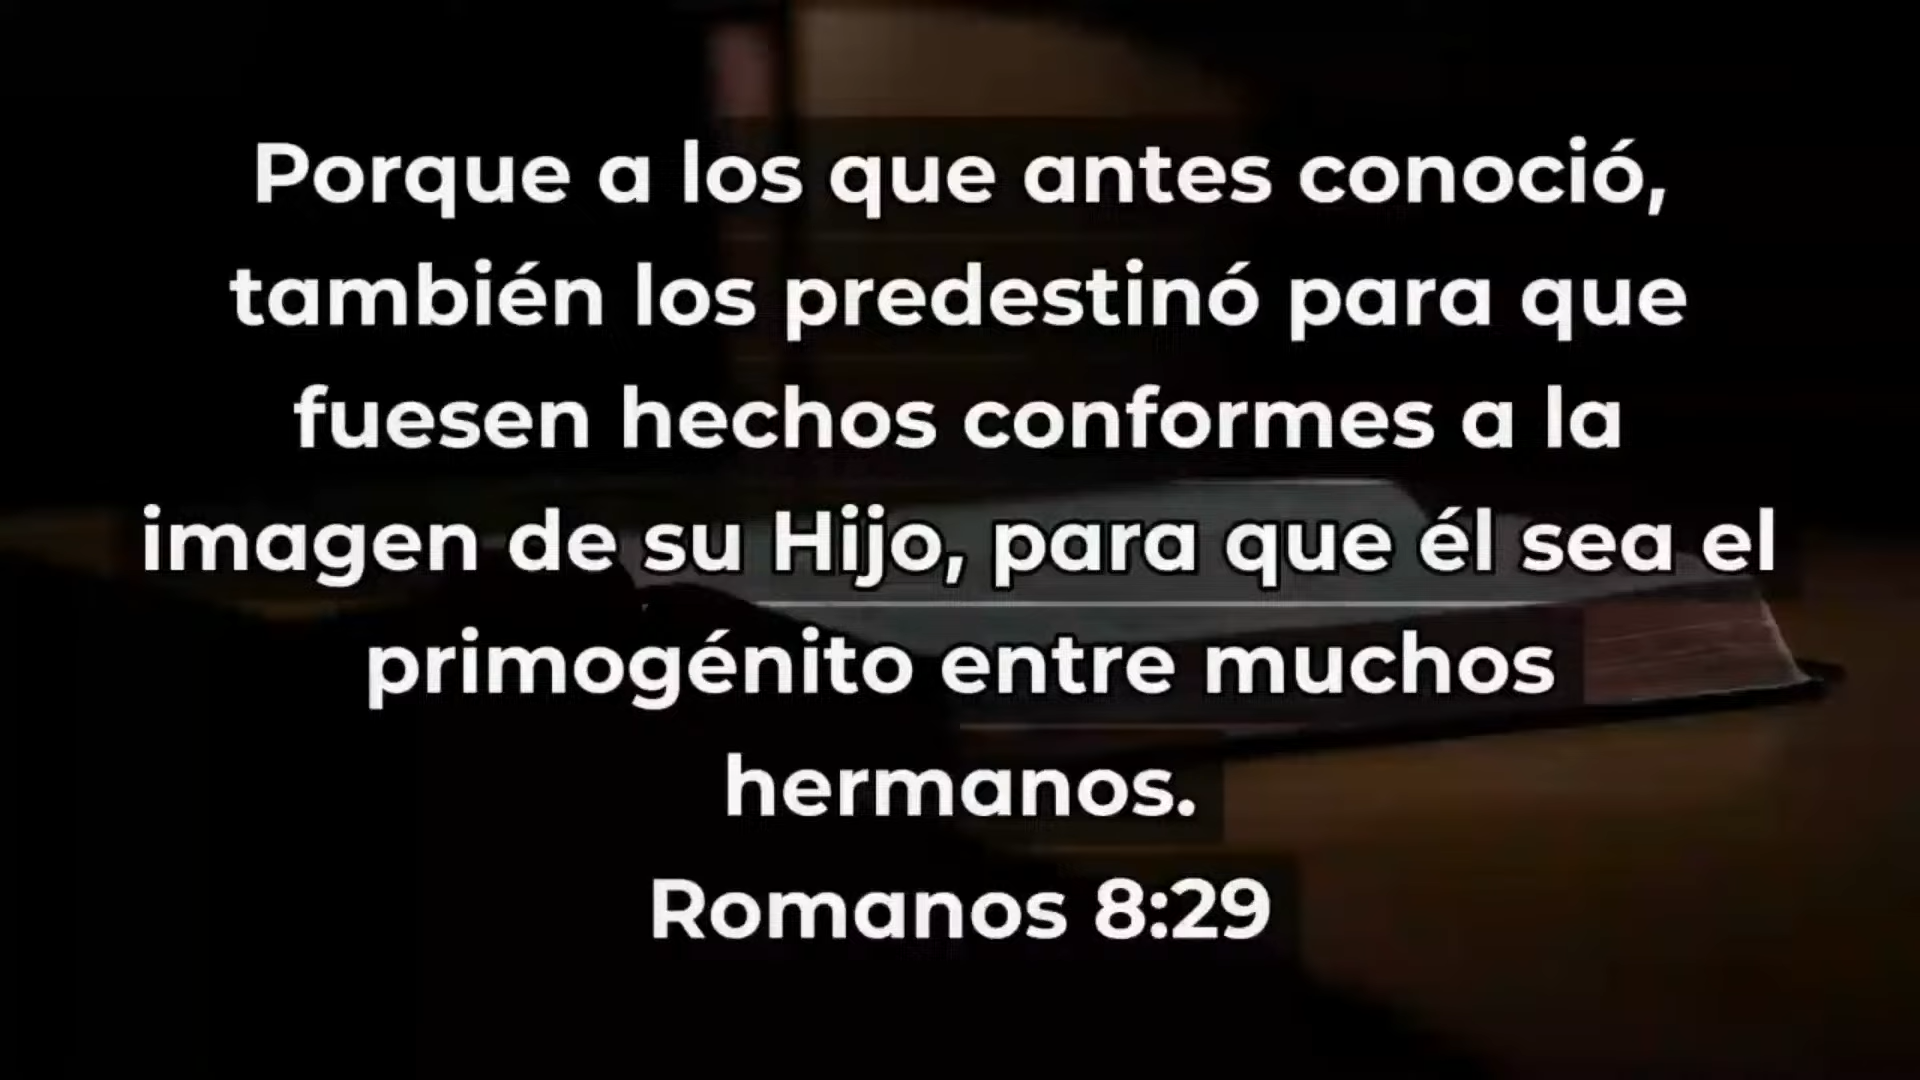 Porque a los que antes conoció,
también los predestinó para que
fuesen hechos conformes a la
imagen de su Hijo, para que él sea el
primogénito entre muchos
hermanos.
Romanos 8:29